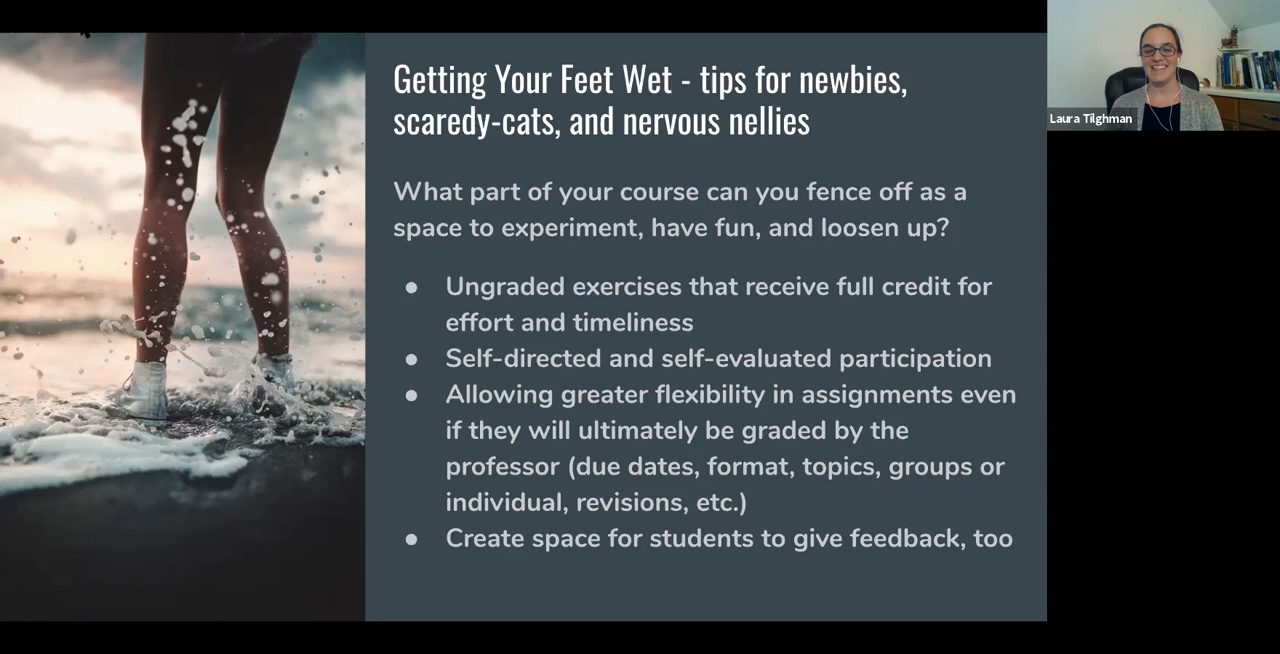 Getting Your Feet Wet - tips for newbies,
scaredy-cats, and nervous nellies
What part of your course can you fence off as a
space to experiment, have fun, and loosen up?
● Ungraded exercises that receive full credit for
effort and timeliness
● Self-directed and self-evaluated participation
● Allowing greater flexibility in assignments even
if they will ultimately be graded by the
professor (due dates, format, topics, groups or
individual, revisions, etc.)
● Create space for students to give feedback, too
Laura Tilghman